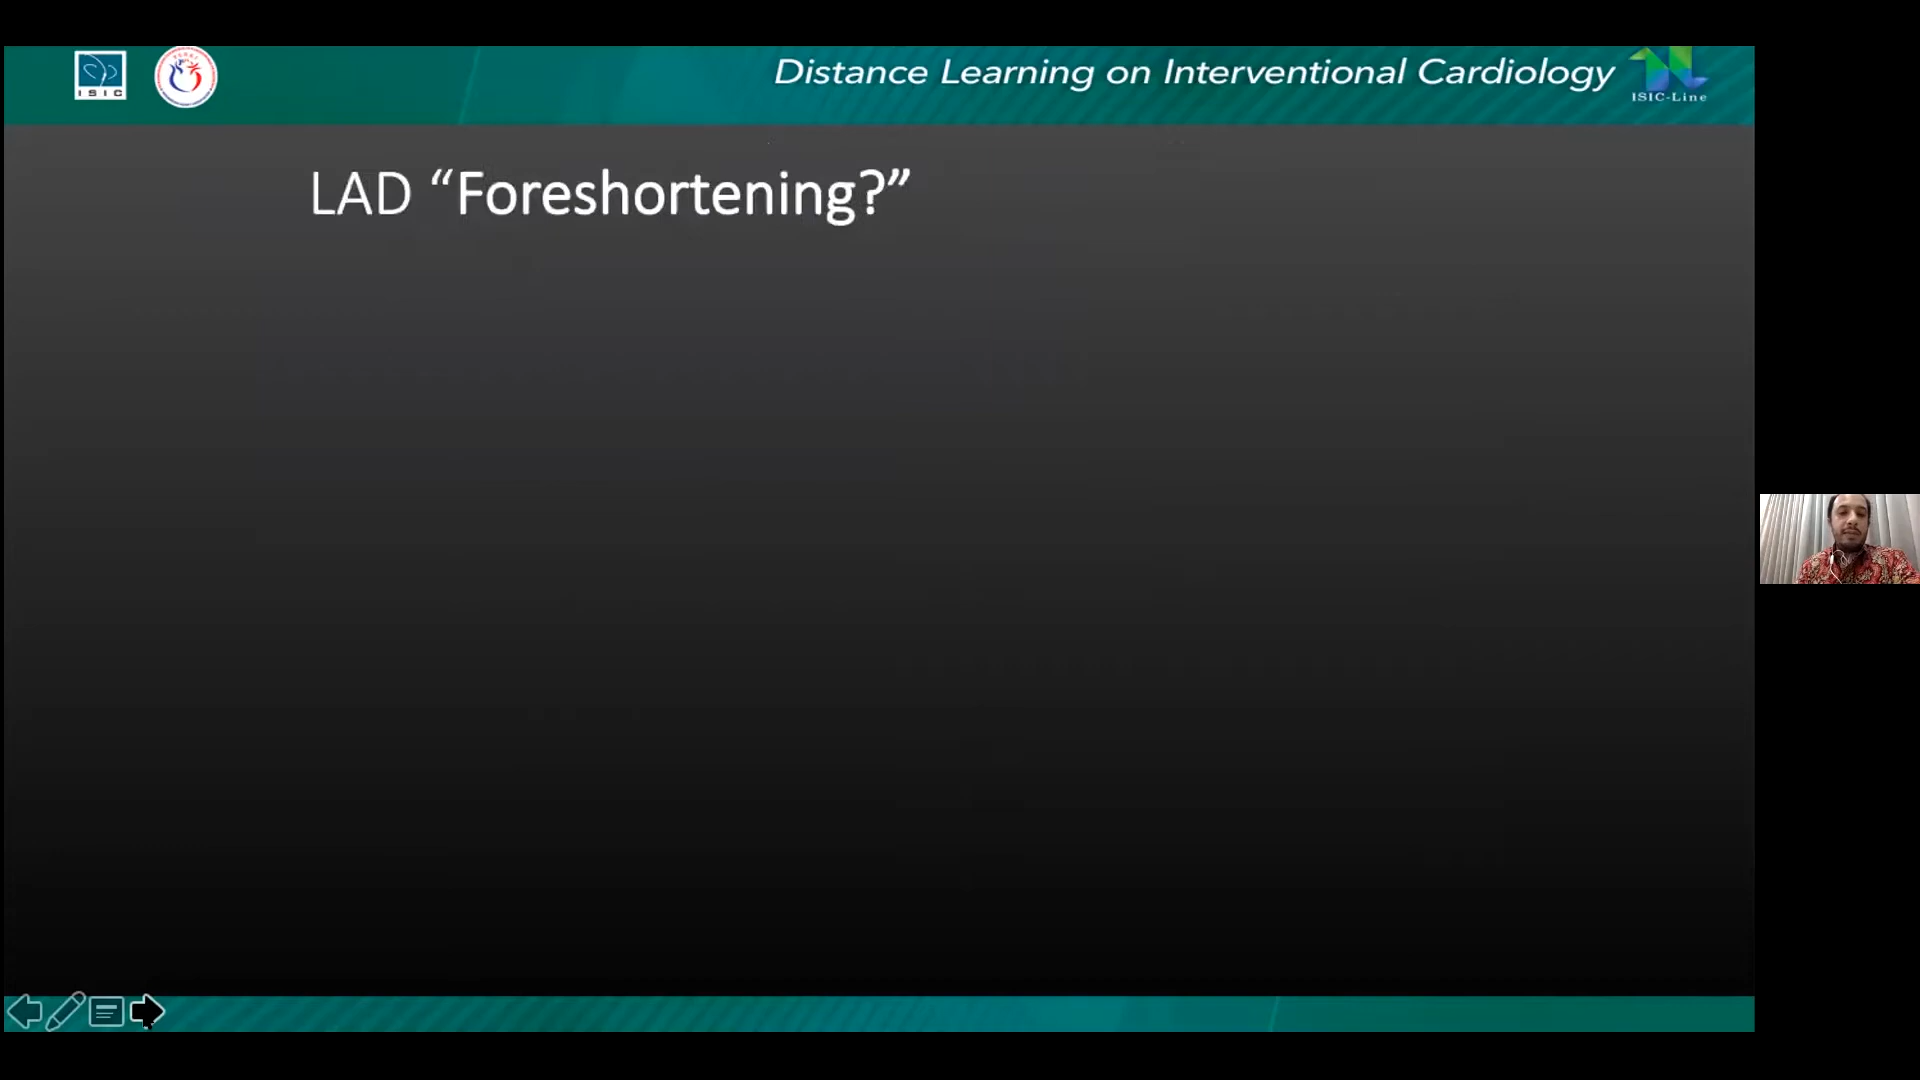 ISIC
Distance Learning on Interventional Cardiology
ISIC-Line
LAD “Foreshortening?”